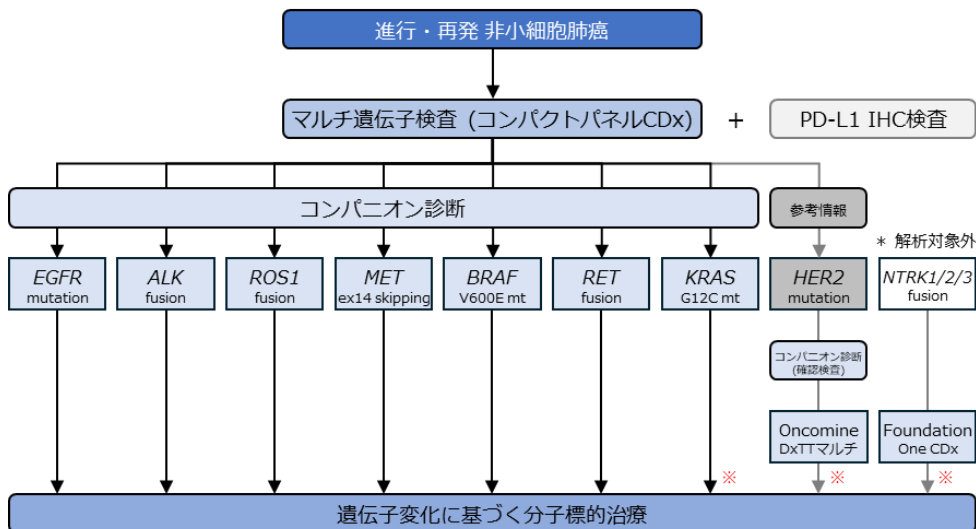 進行・再発 非小細胞肺癌
マルチ遺伝子検査 (コンパクトパネルCDx)
+
PD-L1 IHC検査
コンパニオン診断
参考情報
* 解析対象外
EGFR
mutation
ALK
fusion
ROS1
fusion
MET
ex14 skipping
BRAF
V600E mt
RET
fusion
KRAS
G12C mt
HER2
mutation
NTRK1/2/3
fusion
コンパニオン診断
(確認検査)
Oncomine
DxTTマルチ
Foundation
One CDx
※
※
※
遺伝子変化に基づく分子標的治療